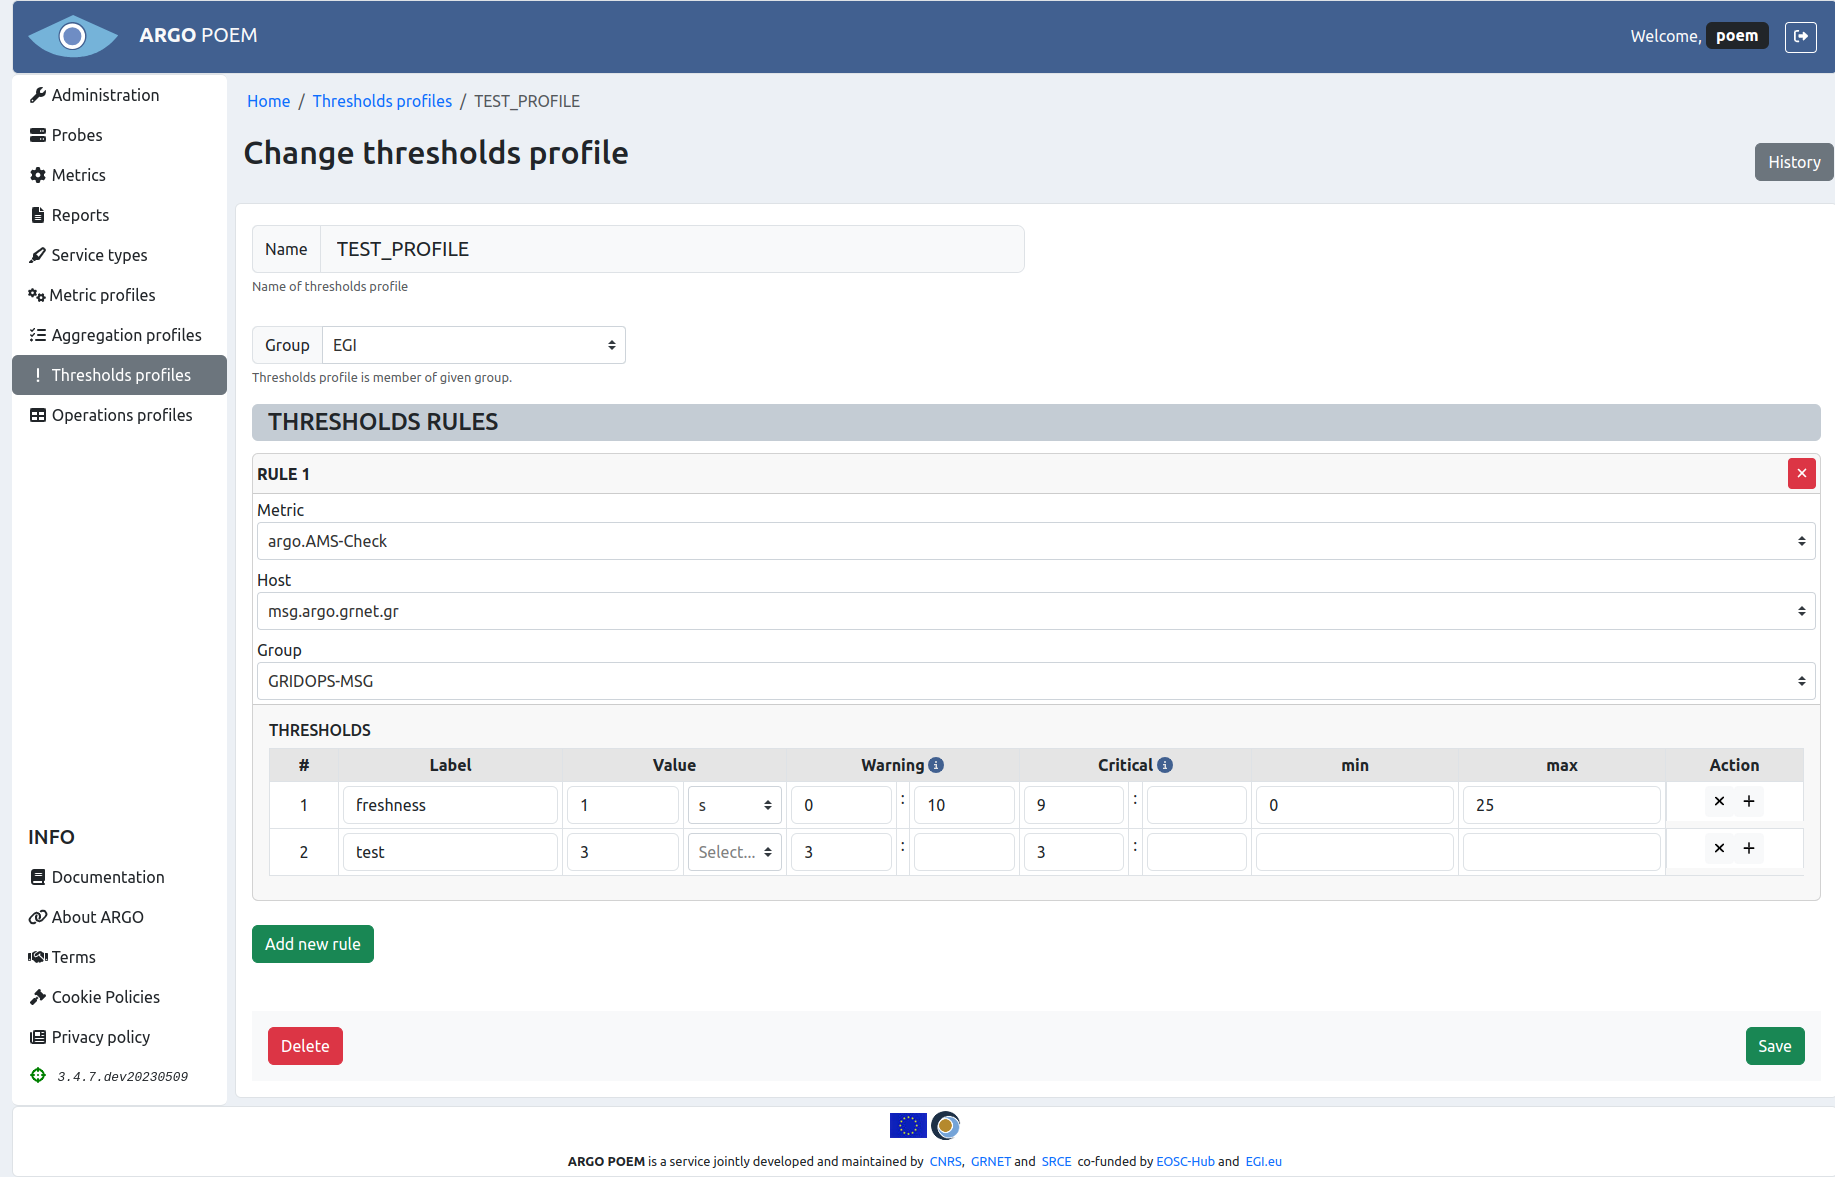 ARGO POEM
Welcome, poem
Administration
Probes
Metrics
Reports
Service types
Metric profiles
Aggregation profiles
Thresholds profiles
Operations profiles
INFO
Documentation
About ARGO
Terms
Cookie Policies
Privacy policy
3.4.7.dev20230509
Home / Thresholds profiles / TEST_PROFILE
Change thresholds profile
History
Name TEST_PROFILE
Name of thresholds profile
Group EGI
Thresholds profile is member of given group.
THRESHOLDS RULES
RULE 1
Metric
argo.AMS-Check
Host
msg.argo.grnet.gr
Group
GRIDOPS-MSG
THRESHOLDS
# Label Value Warning Critical min max Action
1 freshness 1 s 0 : 10 9 : 0 25
2 test 3 Select... 3 : 3 :
Add new rule
Delete
Save
ARGO POEM is a service jointly developed and maintained by CNRS, GRNET and SRCE co-funded by EOSC-Hub and EGI.eu